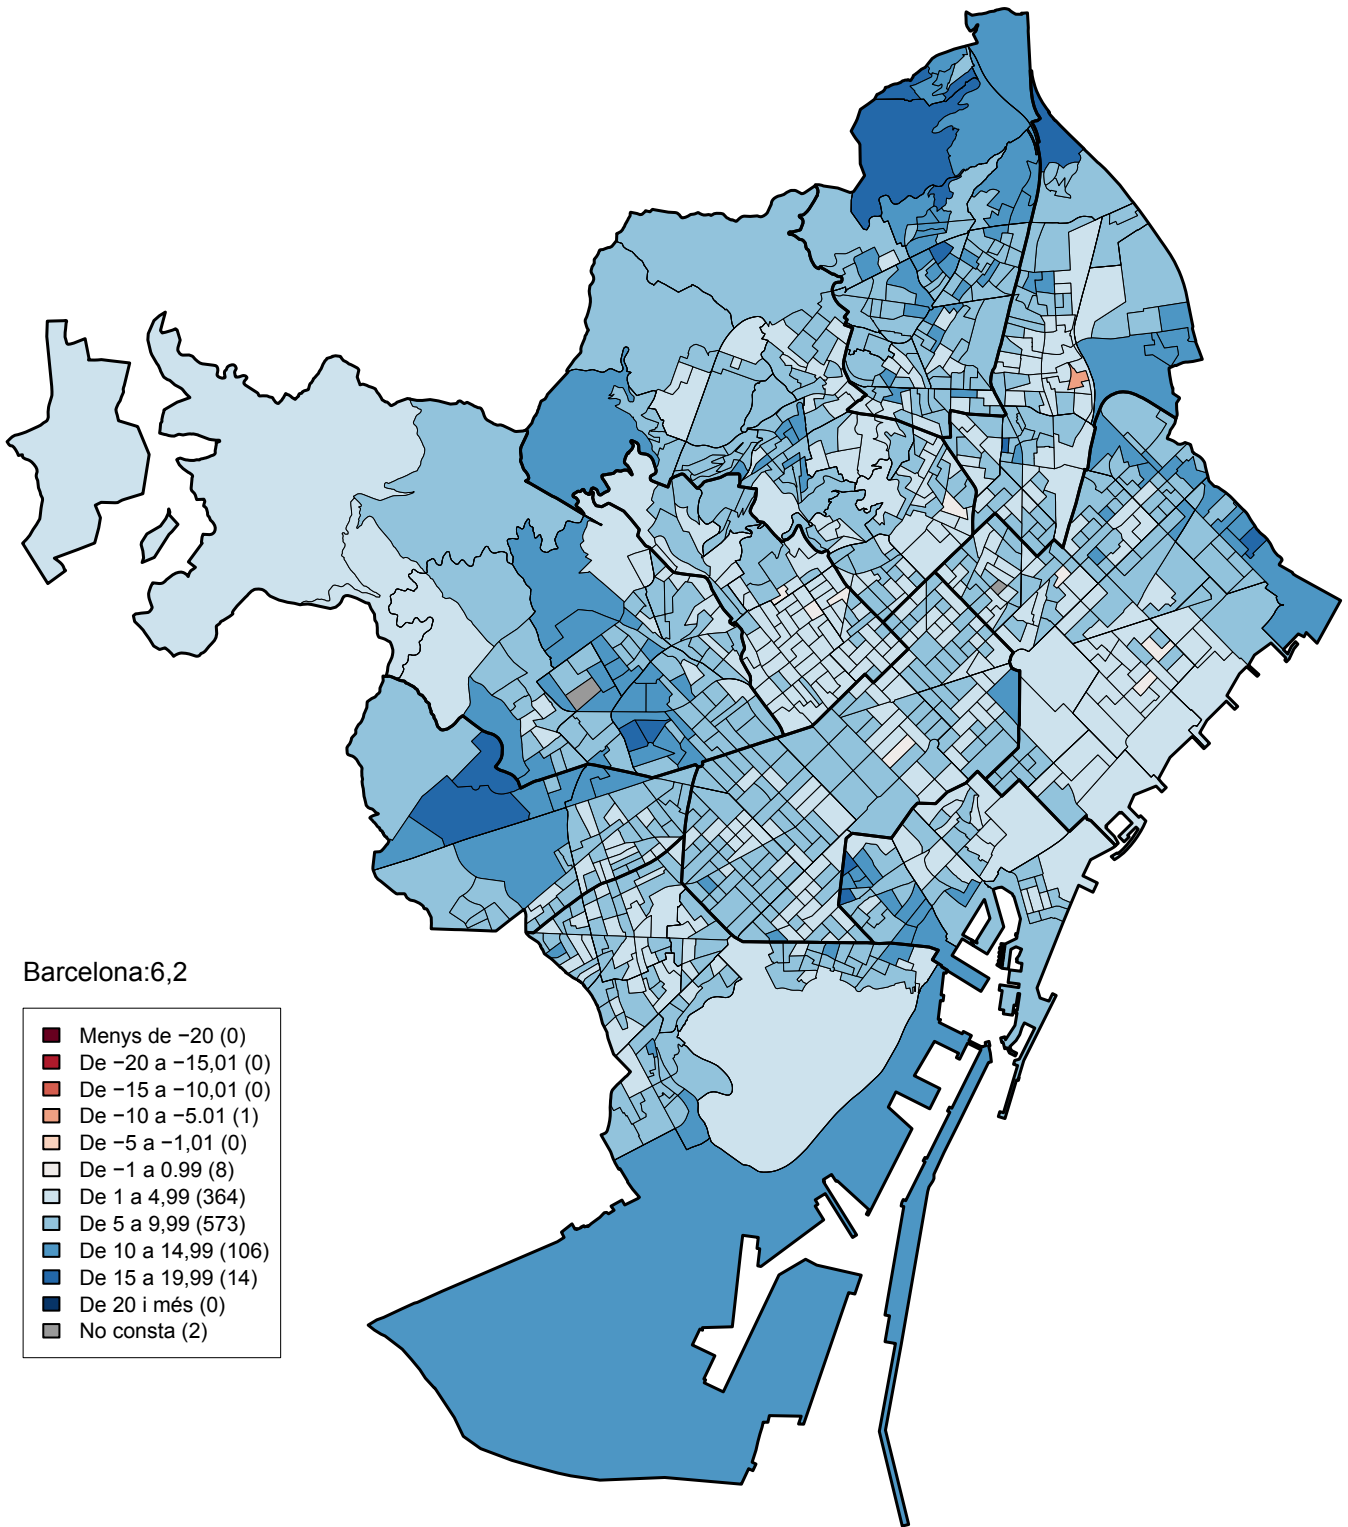 Barcelona:6,2
Menys de −20 (0)
De −20 a −15,01 (0)
De −15 a −10,01 (0)
De −10 a −5.01 (1)
De −5 a −1,01 (0)
De −1 a 0.99 (8)
De 1 a 4,99 (364)
De 5 a 9,99 (573)
De 10 a 14,99 (106)
De 15 a 19,99 (14)
De 20 i més (0)
No consta (2)